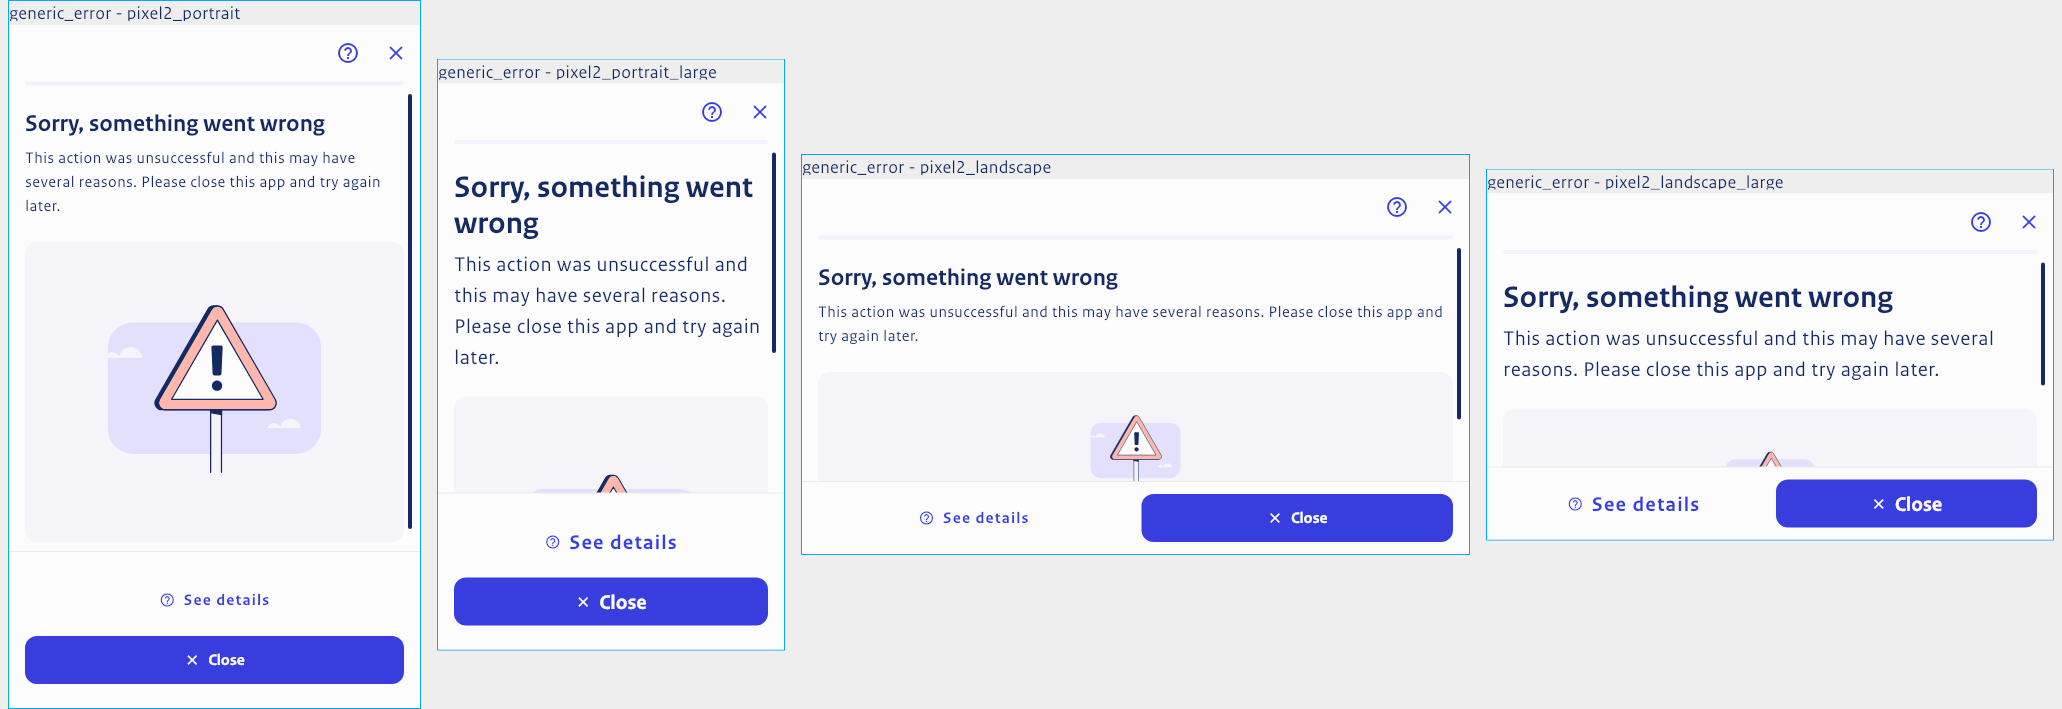 generic_error - pixel2_portrait
Sorry, something went wrong
This action was unsuccessful and this may have
several reasons. Please close this app and try again
later.
See details
Close
generic_error - pixel2_portrait_large
Sorry, something went
wrong
This action was unsuccessful and
this may have several reasons.
Please close this app and try again
later.
See details
Close
generic_error - pixel2_landscape
Sorry, something went wrong
This action was unsuccessful and this may have several reasons. Please close this app and
try again later.
See details
Close
generic_error - pixel2_landscape_large
Sorry, something went wrong
This action was unsuccessful and this may have several
reasons. Please close this app and try again later.
See details
Close